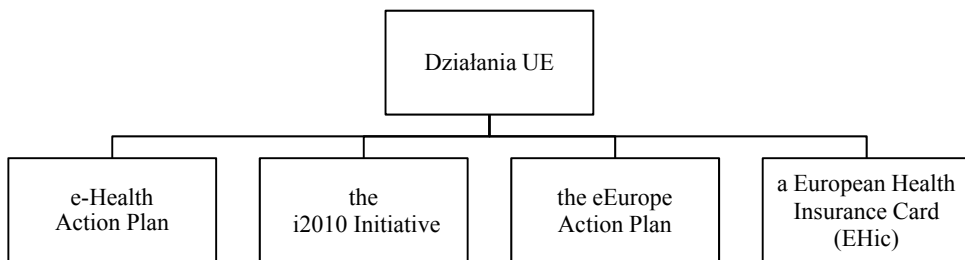 Działania UE
e-Health
Action Plan
the
i2010 Initiative
the eEurope
Action Plan
a European Health
Insurance Card
(EHic)